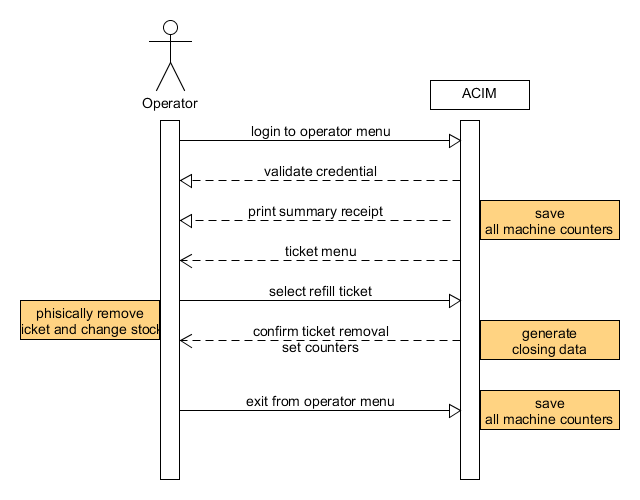 Operator
ACIM
login to operator menu
validate credential
print summary receipt
save
all machine counters
ticket menu
select refill ticket
phisically remove
icket and change stock
confirm ticket removal
set counters
generate
closing data
exit from operator menu
save
all machine counters